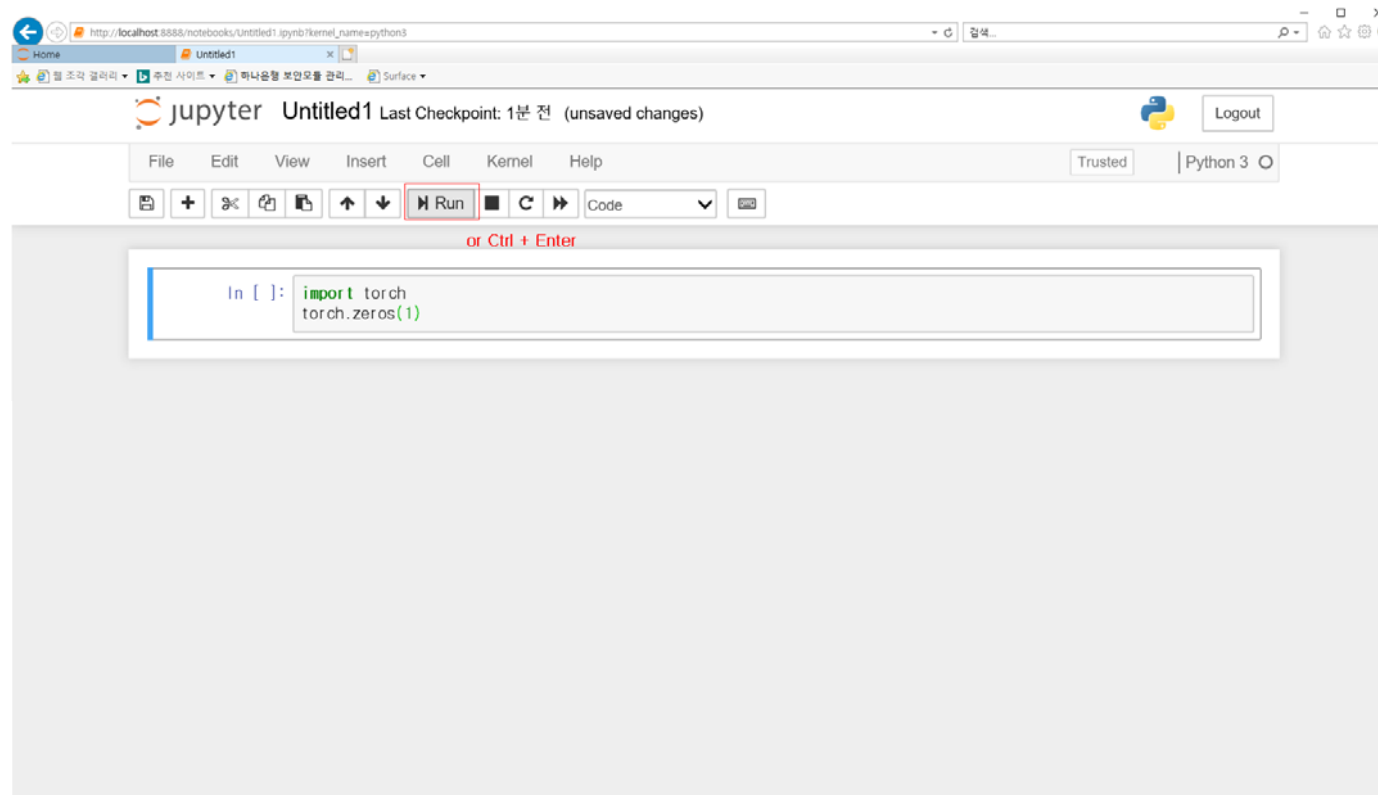 http://localhost:8888/notebooks/Untitled1.ipynb?kernel_name=python3 검색...
Home Untitled1
웹 조각 갤러리 추천 사이트 하나은행 보안모듈 관리... Surface
jupyter Untitled1 Last Checkpoint: 1분 전 (unsaved changes) Logout
File Edit View Insert Cell Kernel Help Trusted Python 3
Run Code
or Ctrl + Enter
In [ ]: import torch
torch.zeros(1)